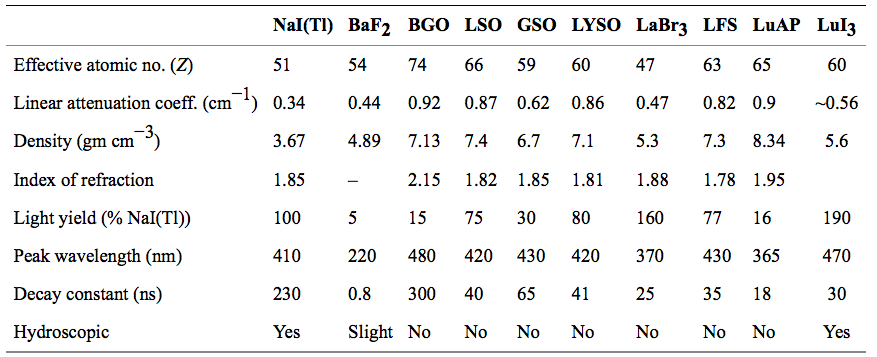 NaI(Tl) BaF2 BGO LSO GSO LYSO LaBr3 LFS LuAP LuI3
Effective atomic no. (Z) 51 54 74 66 59 60 47 63 65 60
Linear attenuation coeff. (cm−1) 0.34 0.44 0.92 0.87 0.62 0.86 0.47 0.82 0.9 ~0.56
Density (gm cm−3) 3.67 4.89 7.13 7.4 6.7 7.1 5.3 7.3 8.34 5.6
Index of refraction 1.85 – 2.15 1.82 1.85 1.81 1.88 1.78 1.95
Light yield (% NaI(Tl)) 100 5 15 75 30 80 160 77 16 190
Peak wavelength (nm) 410 220 480 420 430 420 370 430 365 470
Decay constant (ns) 230 0.8 300 40 65 41 25 35 18 30
Hydroscopic Yes Slight No No No No No No No Yes